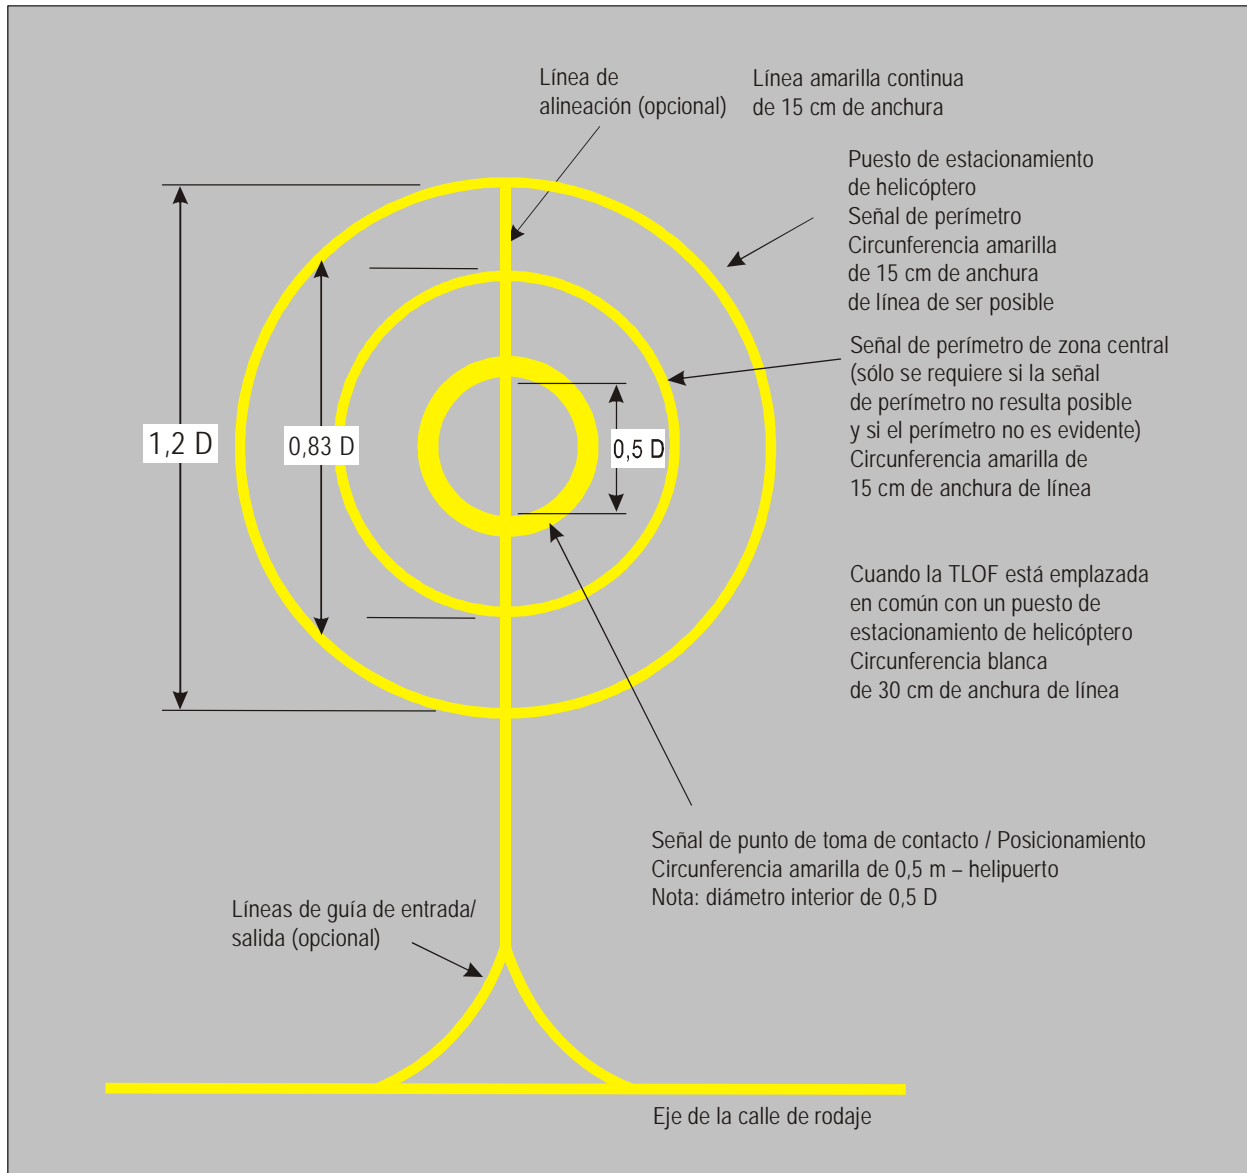 Línea de
alineación (opcional)
Línea amarilla continua
de 15 cm de anchura
Puesto de estacionamiento
de helicóptero
Señal de perímetro
Circunferencia amarilla
de 15 cm de anchura
de línea de ser posible
Señal de perímetro de zona central
(sólo se requiere si la señal
de perímetro no resulta posible
y si el perímetro no es evidente)
Circunferencia amarilla de
15 cm de anchura de línea
1,2 D
0,83 D
0,5 D
Cuando la TLOF está emplazada
en común con un puesto de
estacionamiento de helicóptero
Circunferencia blanca
de 30 cm de anchura de línea
Señal de punto de toma de contacto / Posicionamiento
Circunferencia amarilla de 0,5 m – helipuerto
Nota: diámetro interior de 0,5 D
Líneas de guía de entrada/
salida (opcional)
Eje de la calle de rodaje